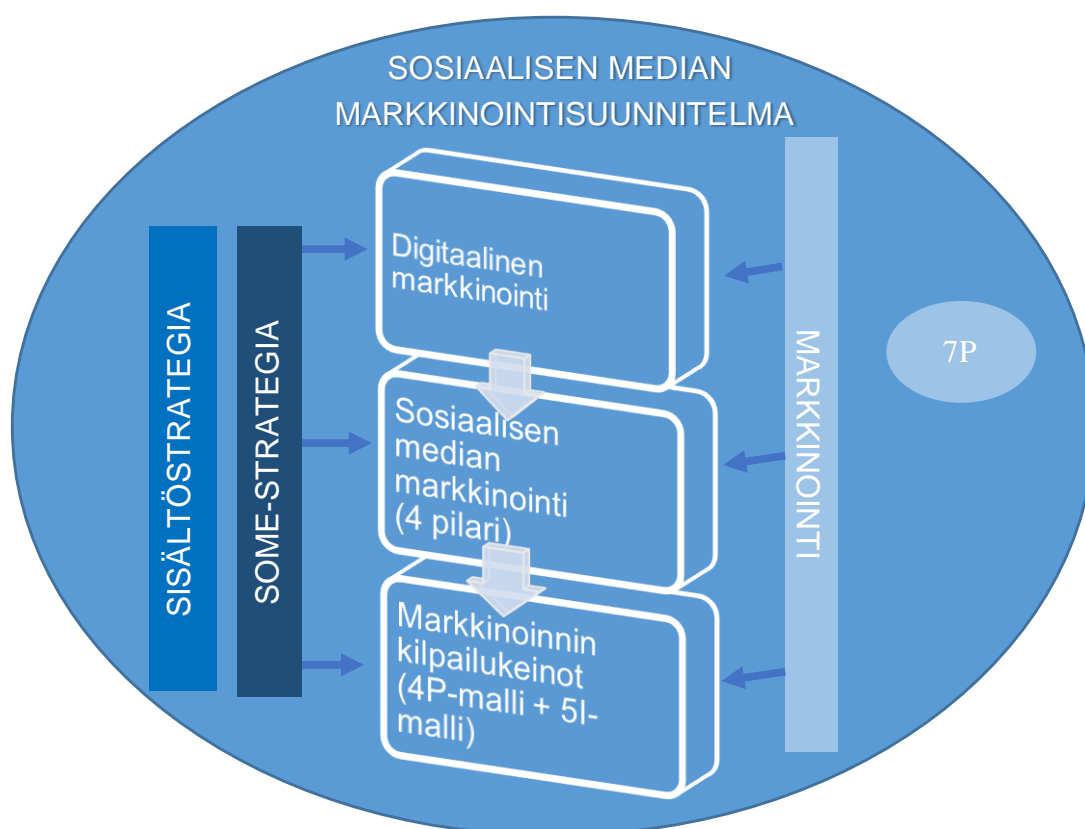 SOSIAALISEN MEDIAN
MARKKINOINTISUUNNITELMA
SISÄLTÖSTRATEGIA
SOME-STRATEGIA
Digitaalinen
markkinointi
Sosiaalisen
median
markkinointi
(4 pilari)
Markkinoinnin
kilpailukeinot
(4P-malli + 5I-
malli)
MARKKINOINTI
7P